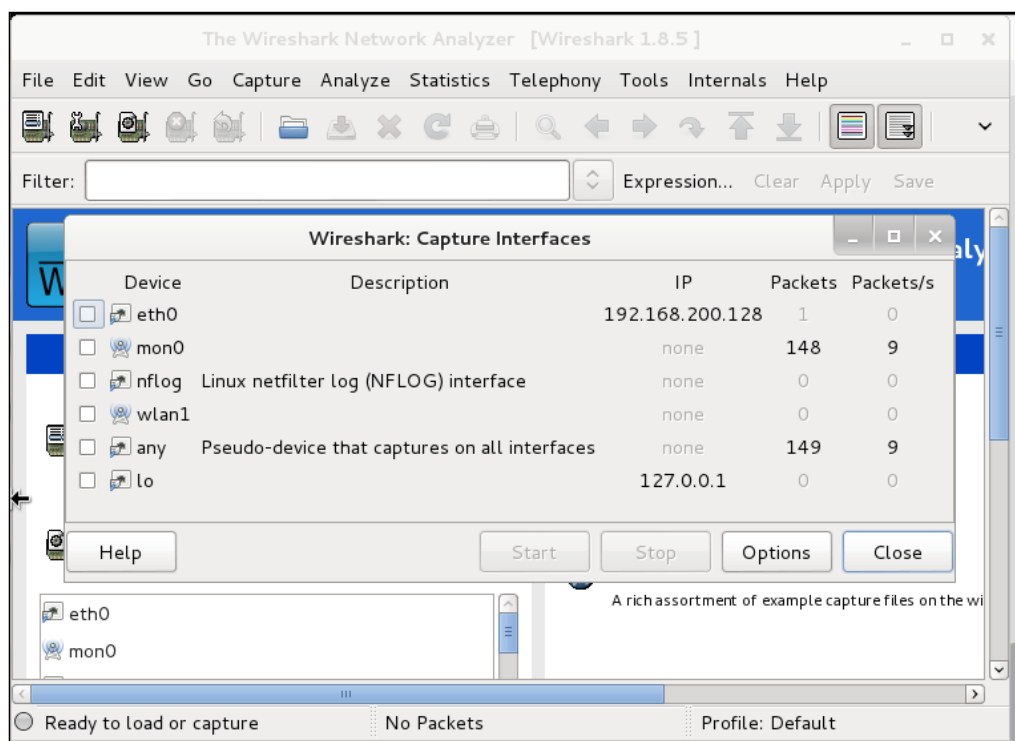 The Wireshark Network Analyzer [Wireshark 1.8.5 ]
File Edit View Go Capture Analyze Statistics Telephony Tools Internals Help
Filter: Expression... Clear Apply Save
Wireshark: Capture Interfaces
Device Description IP Packets Packets/s
eth0 192.168.200.128 1 0
mon0 none 148 9
nflog Linux netfilter log (NFLOG) interface none 0 0
wlan1 none 0 0
any Pseudo-device that captures on all interfaces none 149 9
lo 127.0.0.1 0 0
Help Start Stop Options Close
eth0
A rich assortment of example capture files on the wi
mon0
Ready to load or capture No Packets Profile: Default